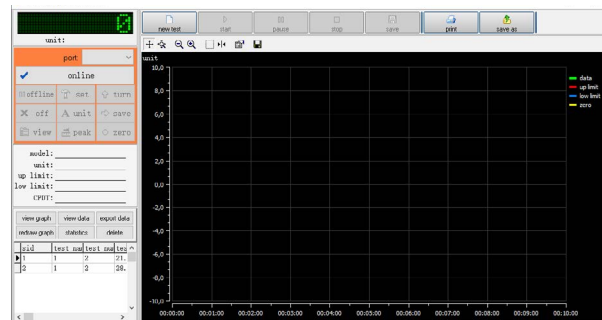 0
unit:
new test start pause stop save print save as
port
online
offline set turn
off unit save
view peak zero
model:
unit:
up limit:
low limit:
CPDT:
view graph view data export data
redraw graph statistics delete
sid test nam test num tes
1 1 2 21.
2 1 2 28.
unit
10,0
8,0
6,0
4,0
2,0
0,0
-2,0
-4,0
-6,0
-8,0
-10,0
00:00:00 00:01:00 00:02:00 00:03:00 00:04:00 00:05:00 00:06:00 00:07:00 00:08:00 00:09:00 00:10:00
data
up limit
low limit
zero